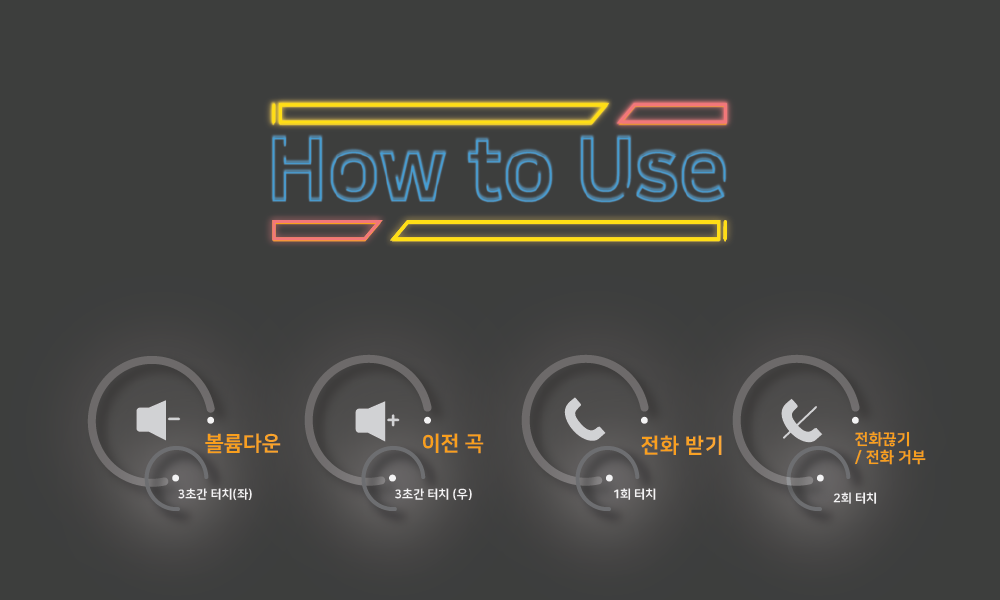 How to Use
볼륨다운
3초간 터치(좌)
이전 곡
3초간 터치 (우)
전화 받기
1회 터치
전화끊기
/ 전화 거부
2회 터치